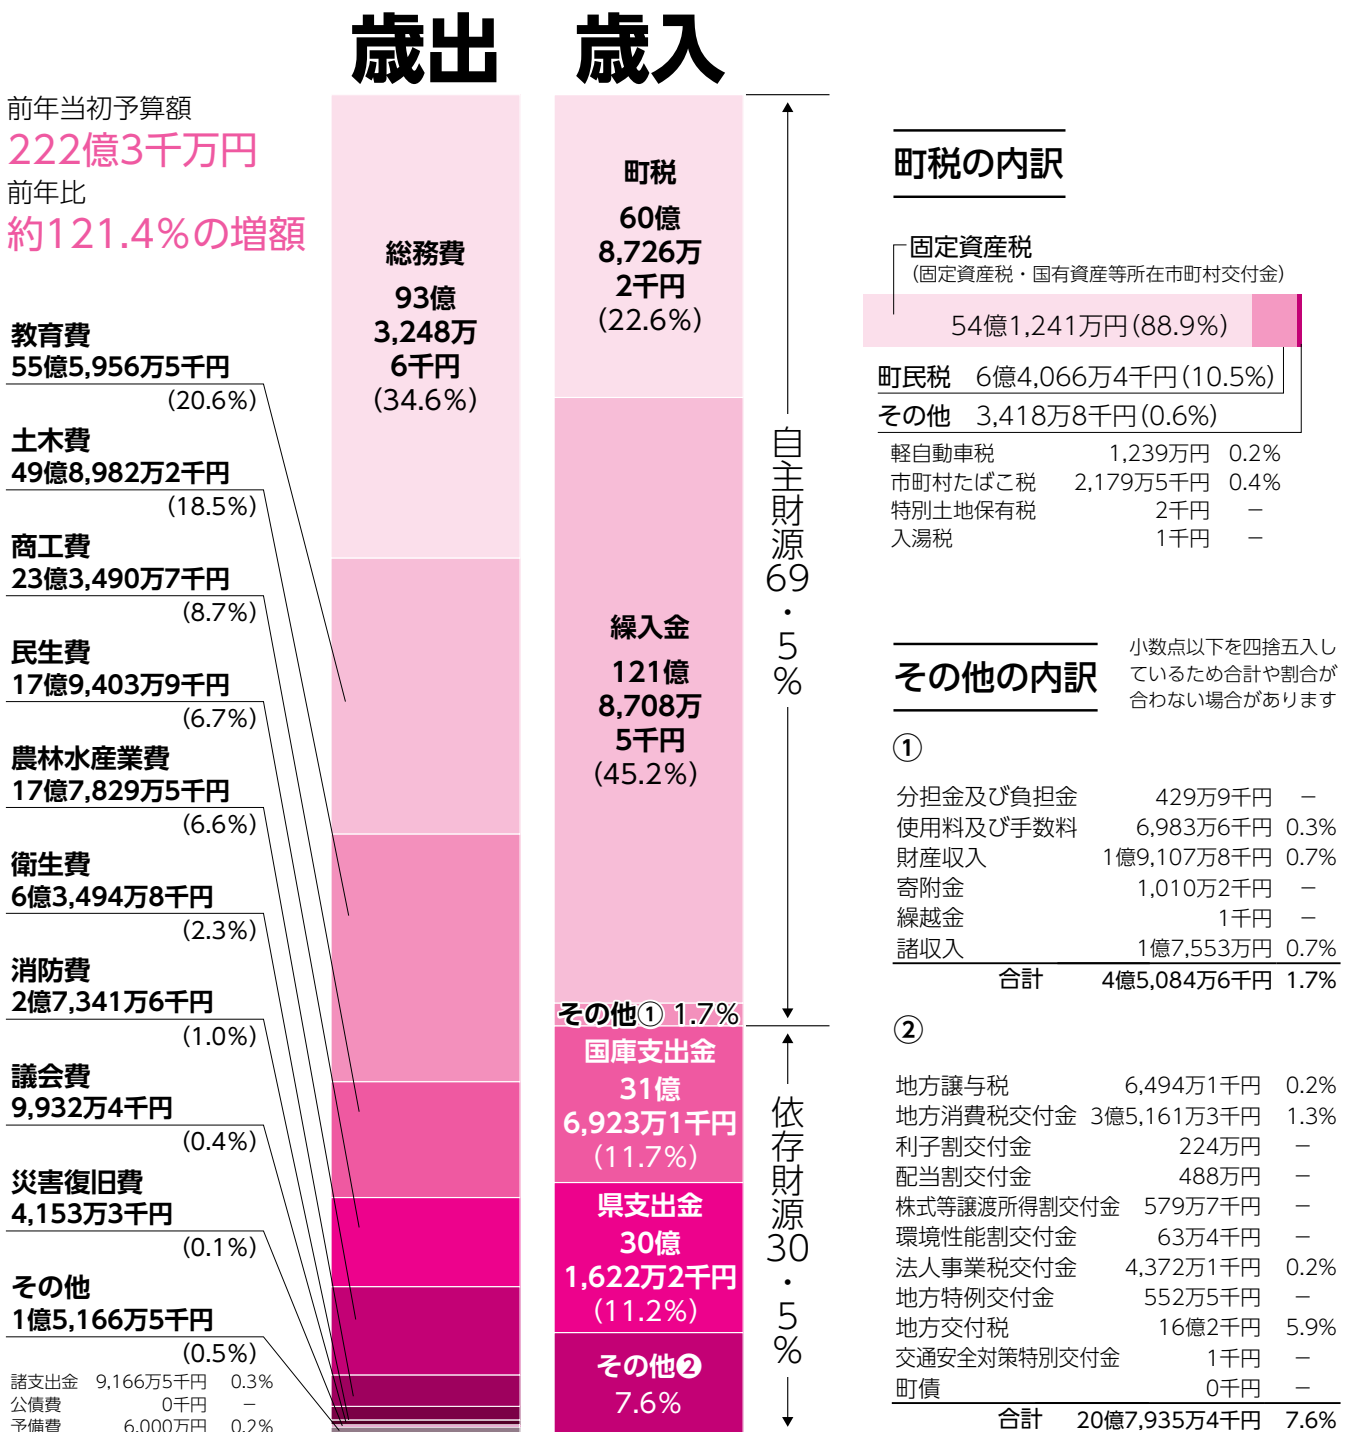 歳出
歳入
前年当初予算額
222億3千万円
前年比
約121.4%の増額
教育費
55億5,956万5千円
(20.6%)
土木費
49億8,982万2千円
(18.5%)
商工費
23億3,490万7千円
(8.7%)
民生費
17億9,403万9千円
(6.7%)
農林水産業費
17億7,829万5千円
(6.6%)
衛生費
6億3,494万8千円
(2.3%)
消防費
2億7,341万6千円
(1.0%)
議会費
9,932万4千円
(0.4%)
災害復旧費
4,153万3千円
(0.1%)
その他
1億5,166万5千円
(0.5%)
諸支出金 9,166万5千円 0.3%
公債費 0千円 －
予備費 6,000万円 0.2%
総務費
93億
3,248万
6千円
(34.6%)
町税
60億
8,726万
2千円
(22.6%)
繰入金
121億
8,708万
5千円
(45.2%)
その他① 1.7%
国庫支出金
31億
6,923万1千円
(11.7%)
県支出金
30億
1,622万2千円
(11.2%)
その他❷
7.6%
自主財源69・5%
依存財源30・5%
町税の内訳
固定資産税
(固定資産税・国有資産等所在市町村交付金)
54億1,241万円(88.9%)
町民税 6億4,066万4千円(10.5%)
その他 3,418万8千円(0.6%)
軽自動車税 1,239万円 0.2%
市町村たばこ税 2,179万5千円 0.4%
特別土地保有税 2千円 －
入湯税 1千円 －
その他の内訳
小数点以下を四捨五入し
ているため合計や割合が
合わない場合があります
①
分担金及び負担金 429万9千円 －
使用料及び手数料 6,983万6千円 0.3%
財産収入 1億9,107万8千円 0.7%
寄附金 1,010万2千円 －
繰越金 1千円 －
諸収入 1億7,553万円 0.7%
合計 4億5,084万6千円 1.7%
②
地方譲与税 6,494万1千円 0.2%
地方消費税交付金 3億5,161万3千円 1.3%
利子割交付金 224万円 －
配当割交付金 488万円 －
株式等譲渡所得割交付金 579万7千円 －
環境性能割交付金 63万4千円 －
法人事業税交付金 4,372万1千円 0.2%
地方特例交付金 552万5千円 －
地方交付税 16億2千円 5.9%
交通安全対策特別交付金 1千円 －
町債 0千円 －
合計 20億7,935万4千円 7.6%